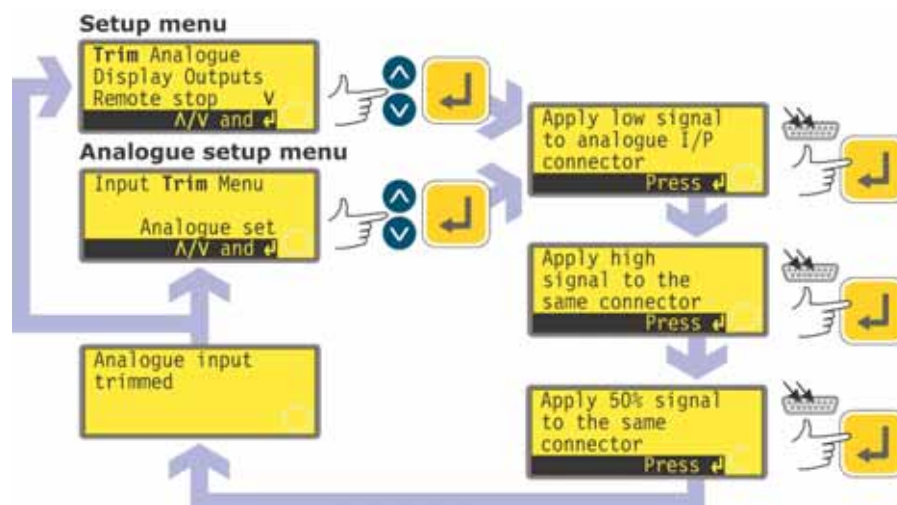 Setup menu
Trim Analogue
Display Outputs
Remote stop V
Λ/V and ↲
Analogue setup menu
Input Trim Menu
Analogue set
Λ/V and ↲
Apply low signal
to analogue I/P
connector
Press ↲
Apply high
signal to the
same connector
Press ↲
Apply 50% signal
to the same
connector
Press ↲
Analogue input
trimmed